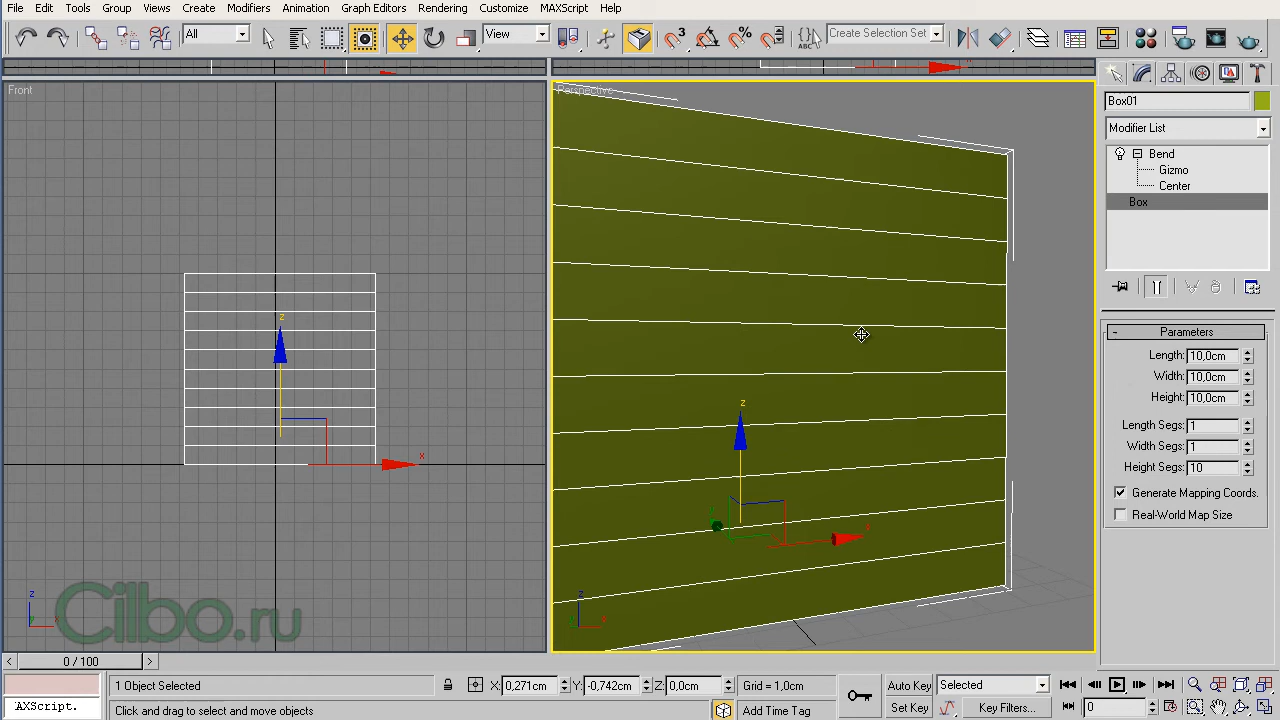 File Edit Tools Group Views Create Modifiers Animation Graph Editors Rendering Customize MAXScript Help
All View 3 % Create Selection Set
Front Perspective
Box01
Modifier List
Bend
Gizmo
Center
Box
Parameters
Length: 10,0cm
Width: 10,0cm
Height: 10,0cm
Length Segs: 1
Width Segs: 1
Height Segs: 10
Generate Mapping Coords.
Real-World Map Size
z
x
z
x
z
x
z
x
Cilbo.ru
0 / 100
1 Object Selected X: 0,271cm Y: -0,742cm Z: 0,0cm Grid = 1,0cm Auto Key Selected
AXScript. Click and drag to select and move objects Add Time Tag Set Key Key Filters... 0